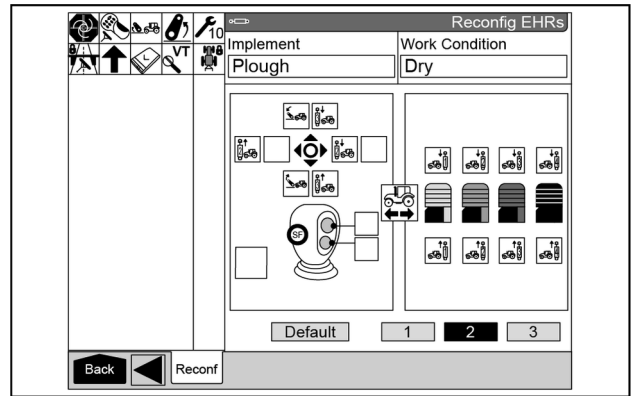 Reconfig EHRs
10
VT
Implement
Work Condition
Plough
Dry
SF
Default
1
2
3
Back
Reconf